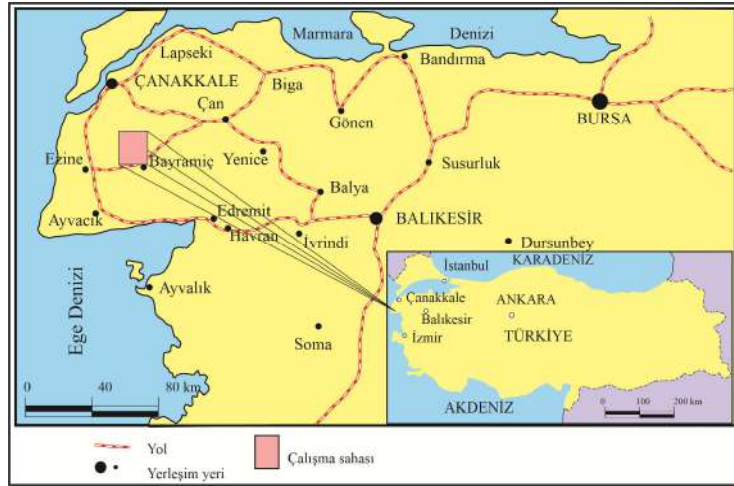 Marmara Denizi
Lapseki
Bandırma
ÇANAKKALE
Biga
Çan
Gönen
BURSA
Ezine
Bayramiç
Yenice
Susurluk
Balya
Ayvacık
Edremit
Havran
İvrindi
BALIKESİR
Dursunbey
Ege Denizi
Ayvalık
Soma
İstanbul
KARADENİZ
Çanakkale
Balıkesir
ANKARA
İzmir
TÜRKİYE
AKDENİZ
0 100 200 km
0 40 80 km
Yol
Yerleşim yeri
Çalışma sahası